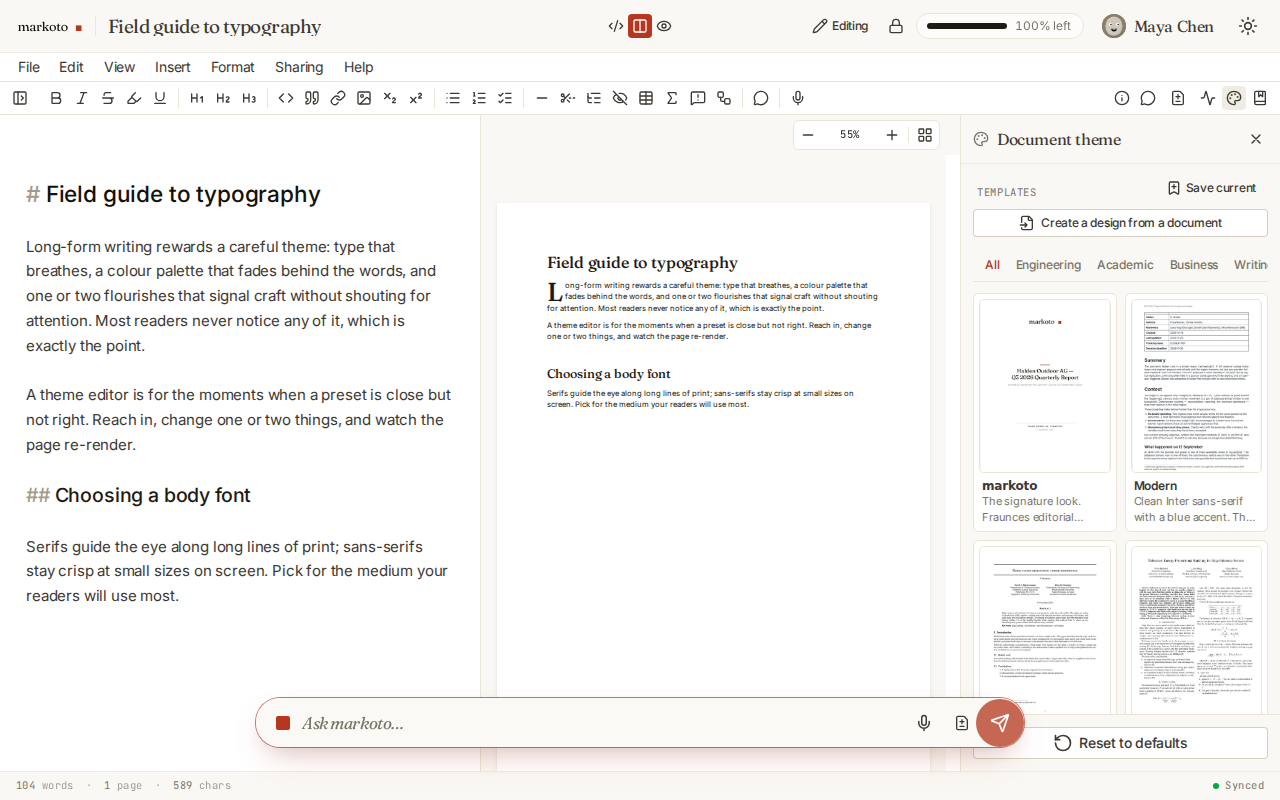 markoto
Field guide to typography
Editing
100% left
Maya Chen
File Edit View Insert Format Sharing Help
B I S U H1 H2 H3 X2 X2
55%
Document theme
# Field guide to typography
Long-form writing rewards a careful theme: type that
breathes, a colour palette that fades behind the words, and
one or two flourishes that signal craft without shouting for
attention. Most readers never notice any of it, which is
exactly the point.
A theme editor is for the moments when a preset is close but
not right. Reach in, change one or two things, and watch the
page re-render.
## Choosing a body font
Serifs guide the eye along long lines of print; sans-serifs
stay crisp at small sizes on screen. Pick for the medium your
readers will use most.
Field guide to typography
Long-form writing rewards a careful theme: type that breathes, a colour palette that
fades behind the words, and one or two flourishes that signal craft without shouting
for attention. Most readers never notice any of it, which is exactly the point.
A theme editor is for the moments when a preset is close but not right. Reach in, change
one or two things, and watch the page re-render.
Choosing a body font
Serifs guide the eye along long lines of print; sans-serifs stay crisp at small sizes on
screen. Pick for the medium your readers will use most.
TEMPLATES
Save current
Create a design from a document
All Engineering Academic Business Writin
markoto
Halden Outdoor AG —
Q3 2026 Quarterly Report
Summary
Context
markoto
The signature look.
Fraunces editorial...
Modern
Clean Inter sans-serif
with a blue accent. Th...
Ask markoto...
Reset to defaults
104 words · 1 page · 589 chars
Synced